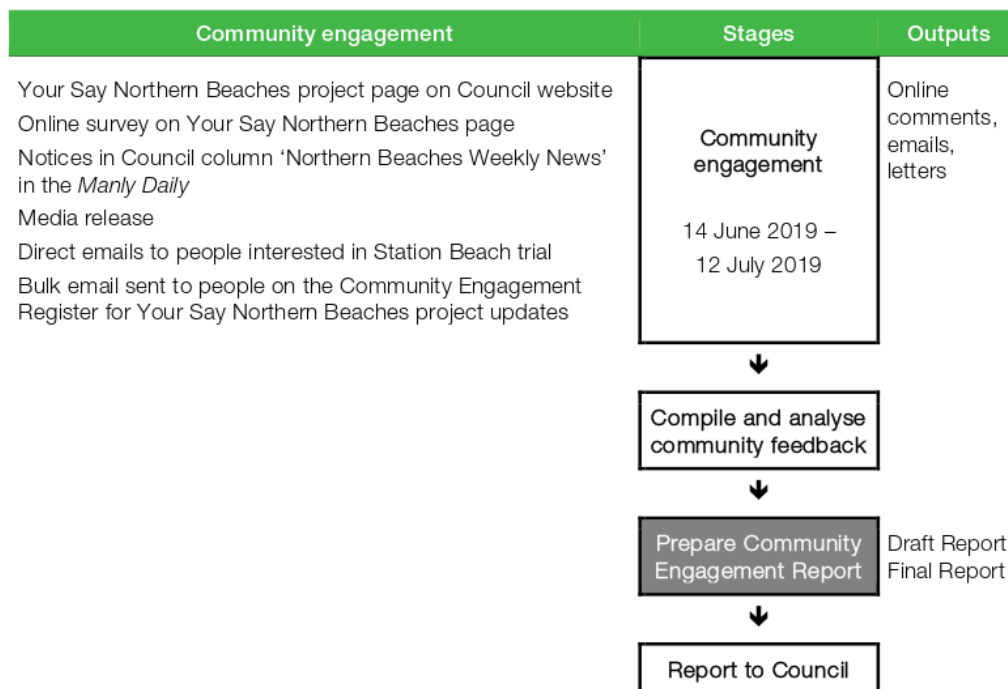 Community engagement
Stages
Outputs
Your Say Northern Beaches project page on Council website
Online survey on Your Say Northern Beaches page
Notices in Council column ‘Northern Beaches Weekly News’
in the Manly Daily
Media release
Direct emails to people interested in Station Beach trial
Bulk email sent to people on the Community Engagement
Register for Your Say Northern Beaches project updates
Community
engagement
14 June 2019 –
12 July 2019
Online
comments,
emails,
letters
Compile and analyse
community feedback
Prepare Community
Engagement Report
Draft Report
Final Report
Report to Council